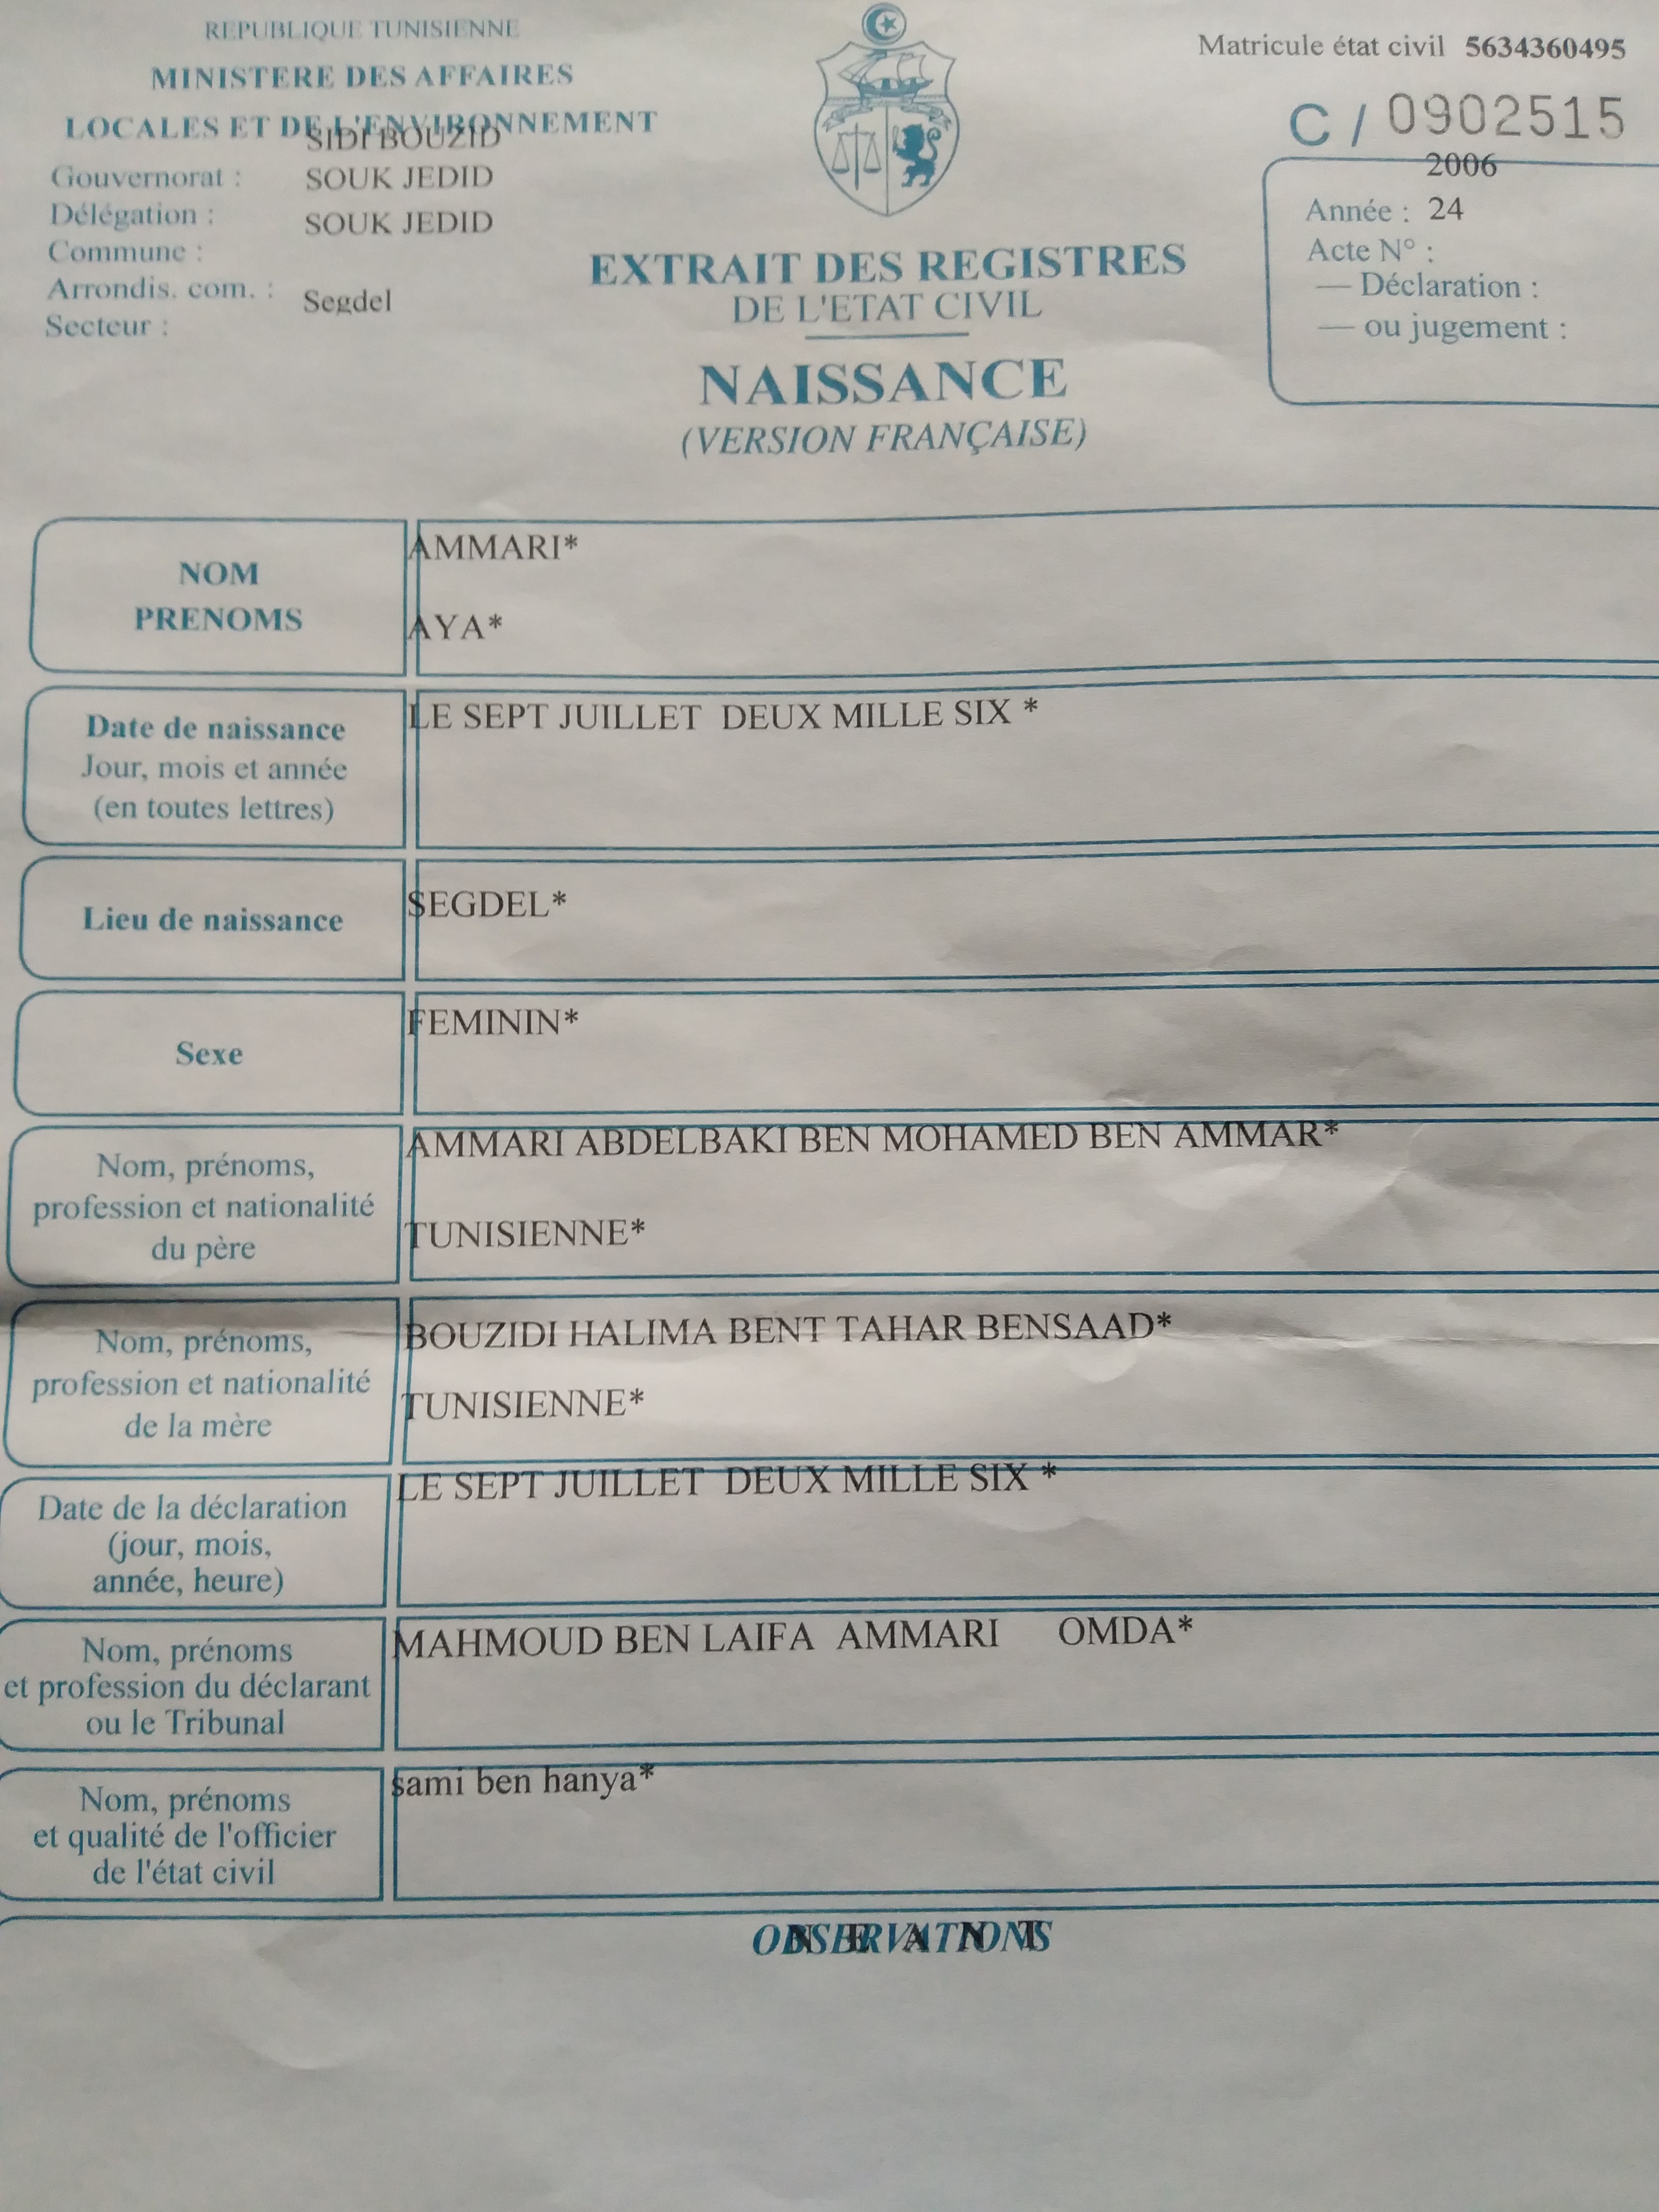 REPUBLIQUE TUNISIENNE
MINISTERE DES AFFAIRES
LOCALES ET DE L'ENVIRONNEMENT
SIDI BOUZID
Gouvernorat : SOUK JEDID
Délégation : SOUK JEDID
Commune :
Arrondis. com. : Segdel
Secteur :
Matricule état civil 5634360495
C / 0902515
2006
Année : 24
Acte N° :
— Déclaration :
— ou jugement :
EXTRAIT DES REGISTRES
DE L'ETAT CIVIL
NAISSANCE
(VERSION FRANÇAISE)
NOM
PRENOMS
AMMARI*
AYA*
Date de naissance
Jour, mois et année
(en toutes lettres)
LE SEPT JUILLET DEUX MILLE SIX *
Lieu de naissance
SEGDEL*
Sexe
FEMININ*
Nom, prénoms,
profession et nationalité
du père
AMMARI ABDELBAKI BEN MOHAMED BEN AMMAR*
TUNISIENNE*
Nom, prénoms,
profession et nationalité
de la mère
BOUZIDI HALIMA BENT TAHAR BENSAAD*
TUNISIENNE*
Date de la déclaration
(jour, mois,
année, heure)
LE SEPT JUILLET DEUX MILLE SIX *
Nom, prénoms
et profession du déclarant
ou le Tribunal
MAHMOUD BEN LAIFA AMMARI OMDA*
Nom, prénoms
et qualité de l'officier
de l'état civil
sami ben hanya*
OBSERVATIONS
N E A N T